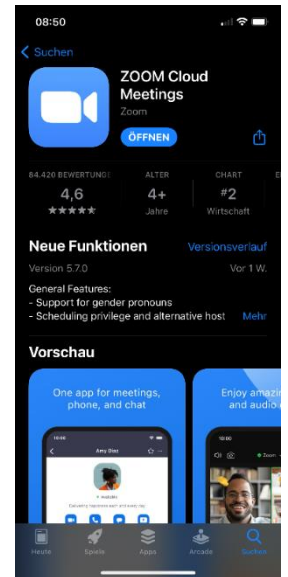 08:50
Suchen
ZOOM Cloud
Meetings
Zoom
ÖFFNEN
84.420 BEWERTUNGE ALTER CHART
4,6 4+ #2
Jahre Wirtschaft
Neue Funktionen Versionsverlauf
Version 5.7.0 Vor 1 W.
General Features:
- Support for gender pronouns
- Scheduling privilege and alternative host Mehr
Vorschau
One app for meetings, Enjoy amazin
phone, and chat and audio
Amy Diaz
Zoom
Heute Spiele Apps Arcade Suchen